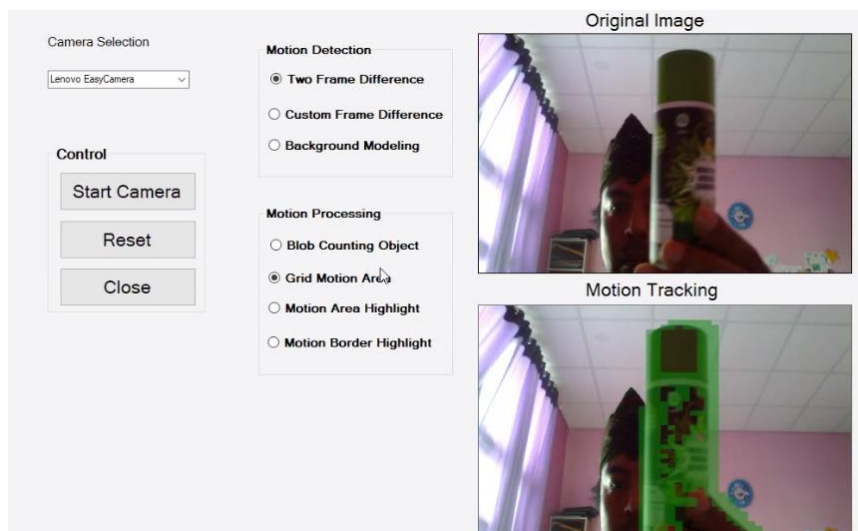 Camera Selection
Lenovo EasyCamera
Control
Start Camera
Reset
Close
Motion Detection
Two Frame Difference
Custom Frame Difference
Background Modeling
Motion Processing
Blob Counting Object
Grid Motion Area
Motion Area Highlight
Motion Border Highlight
Original Image
Motion Tracking